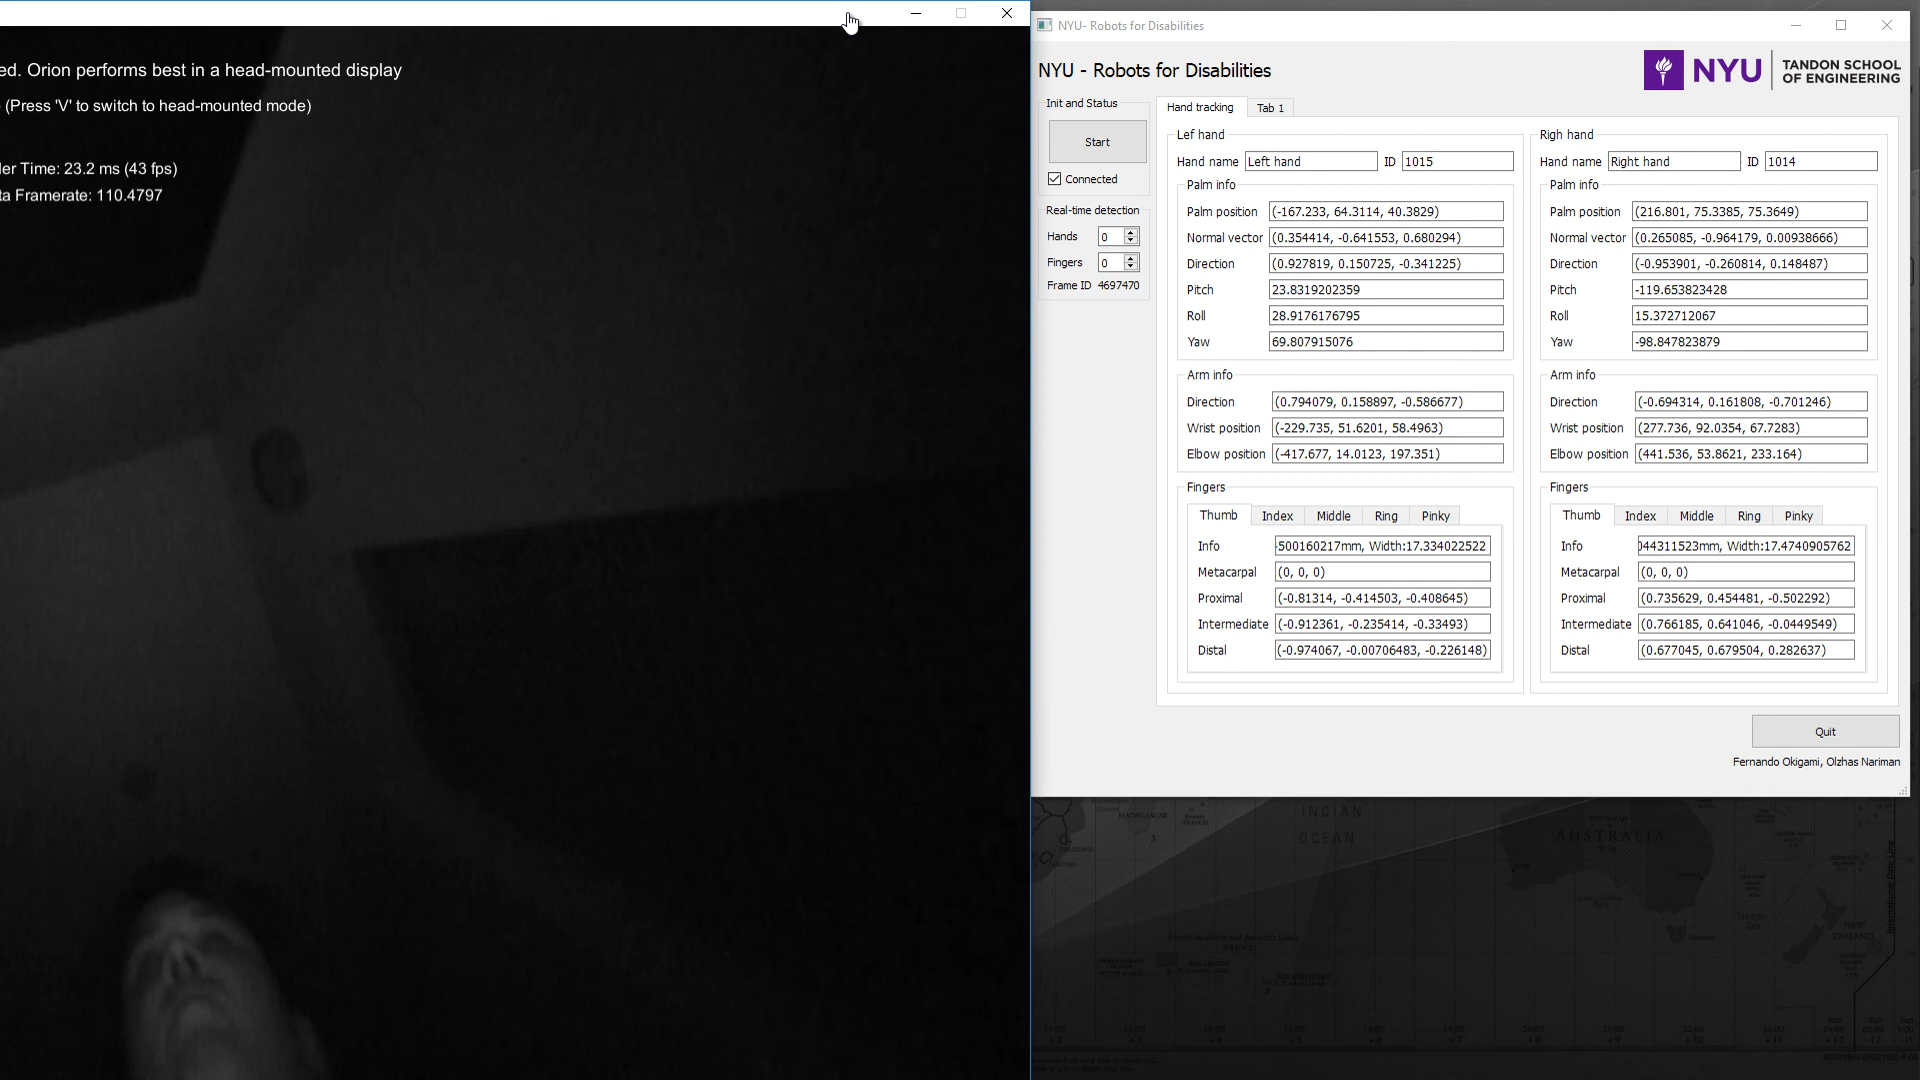 ed. Orion performs best in a head-mounted display
(Press 'V' to switch to head-mounted mode)
er Time: 23.2 ms (43 fps)
ta Framerate: 110.4797
NYU- Robots for Disabilities
NYU - Robots for Disabilities
NYU TANDON SCHOOL
OF ENGINEERING
Init and Status
Start
Connected
Real-time detection
Hands 0
Fingers 0
Frame ID 4697470
Hand tracking Tab 1
Lef hand
Hand name Left hand ID 1015
Palm info
Palm position (-167.233, 64.3114, 40.3829)
Normal vector (0.354414, -0.641553, 0.680294)
Direction (0.927819, 0.150725, -0.341225)
Pitch 23.8319202359
Roll 28.9176176795
Yaw 69.807915076
Arm info
Direction (0.794079, 0.158897, -0.586677)
Wrist position (-229.735, 51.6201, 58.4963)
Elbow position (-417.677, 14.0123, 197.351)
Fingers
Thumb Index Middle Ring Pinky
Info 500160217mm, Width:17.334022522
Metacarpal (0, 0, 0)
Proximal (-0.81314, -0.414503, -0.408645)
Intermediate (-0.912361, -0.235414, -0.33493)
Distal (-0.974067, -0.00706483, -0.226148)
Righ hand
Hand name Right hand ID 1014
Palm info
Palm position (216.801, 75.3385, 75.3649)
Normal vector (0.265085, -0.964179, 0.00938666)
Direction (-0.953901, -0.260814, 0.148487)
Pitch -119.653823428
Roll 15.372712067
Yaw -98.847823879
Arm info
Direction (-0.694314, 0.161808, -0.701246)
Wrist position (277.736, 92.0354, 67.7283)
Elbow position (441.536, 53.8621, 233.164)
Fingers
Thumb Index Middle Ring Pinky
Info 044311523mm, Width:17.4740905762
Metacarpal (0, 0, 0)
Proximal (0.735629, 0.454481, -0.502292)
Intermediate (0.766185, 0.641046, -0.0449549)
Distal (0.677045, 0.679504, 0.282637)
Quit
Fernando Okigami, Olzhas Nariman
MADAGASCAR
INDIAN
OCEAN
AUSTRALIA
NEW
ZEALAND